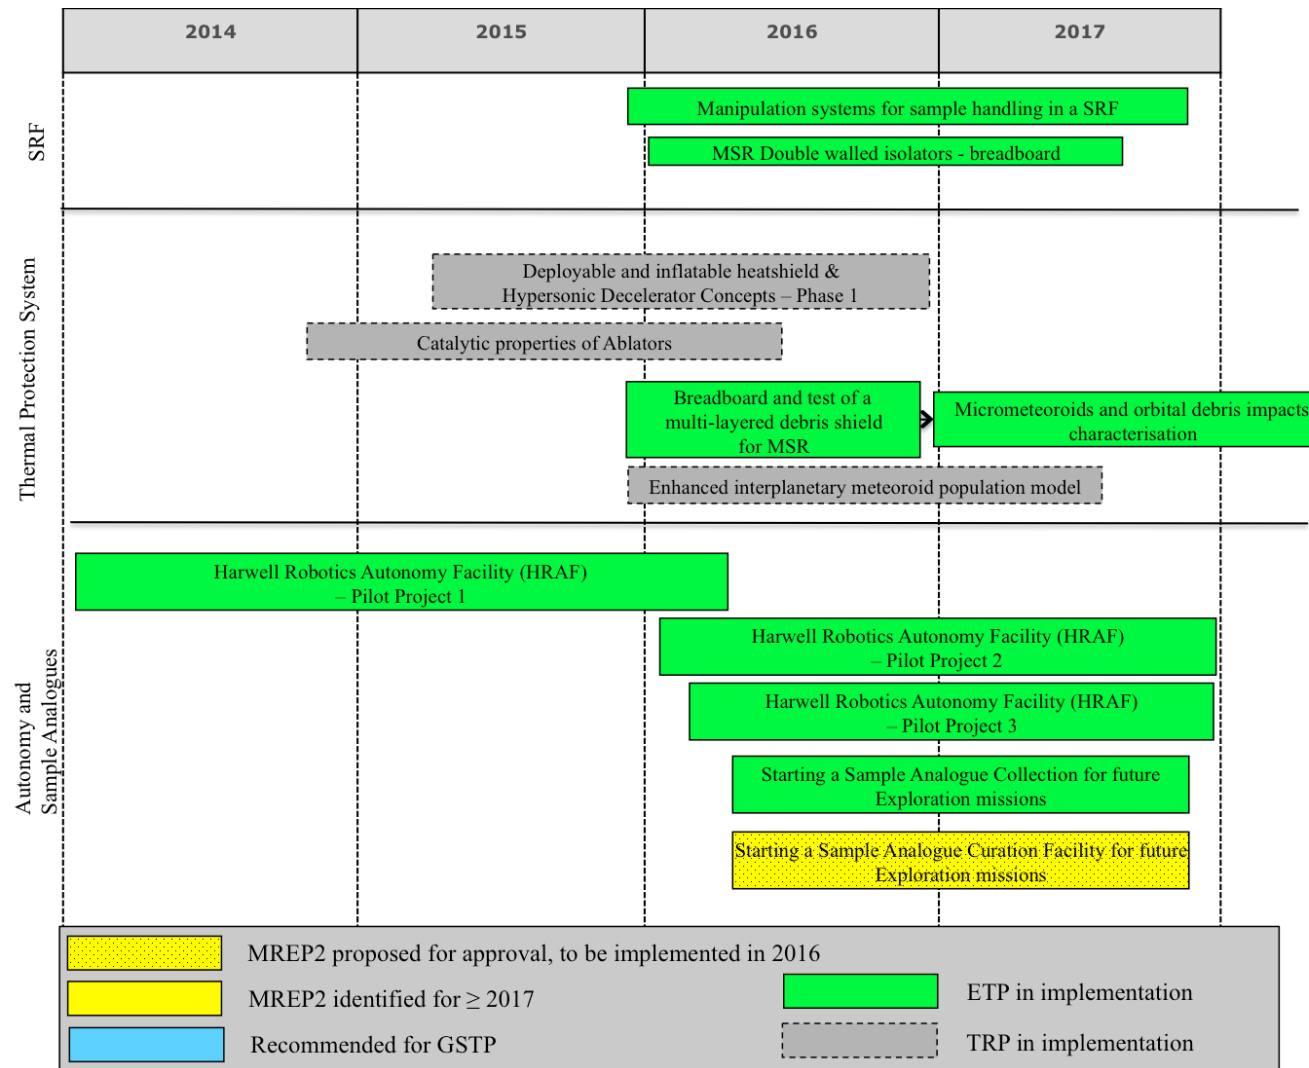 2014
2015
2016
2017
SRF
Manipulation systems for sample handling in a SRF
MSR Double walled isolators - breadboard
Thermal Protection System
Deployable and inflatable heatshield &
Hypersonic Decelerator Concepts – Phase 1
Catalytic properties of Ablators
Breadboard and test of a
multi-layered debris shield
for MSR
Micrometeoroids and orbital debris impacts
characterisation
Enhanced interplanetary meteoroid population model
Autonomy and
Sample Analogues
Harwell Robotics Autonomy Facility (HRAF)
– Pilot Project 1
Harwell Robotics Autonomy Facility (HRAF)
– Pilot Project 2
Harwell Robotics Autonomy Facility (HRAF)
– Pilot Project 3
Starting a Sample Analogue Collection for future
Exploration missions
Starting a Sample Analogue Curation Facility for future
Exploration missions
MREP2 proposed for approval, to be implemented in 2016
MREP2 identified for ≥ 2017
Recommended for GSTP
ETP in implementation
TRP in implementation